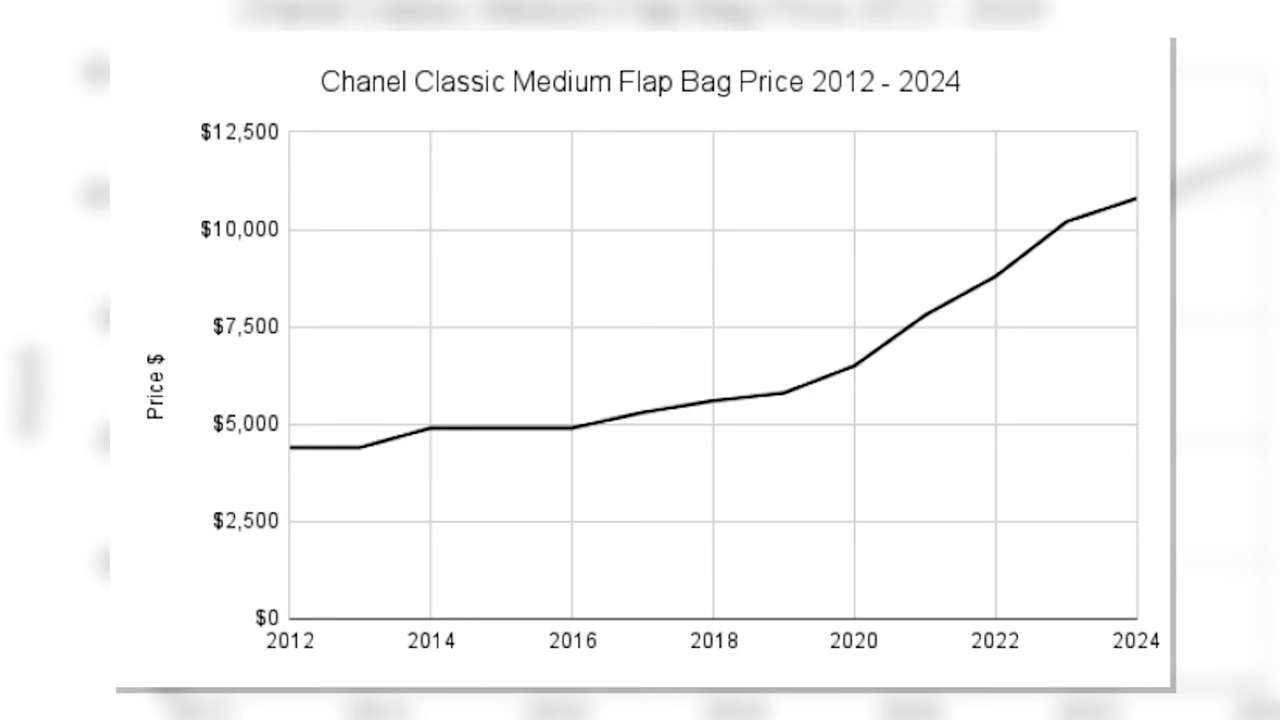 Chanel Classic Medium Flap Bag Price 2012 - 2024
$12,500
$10,000
$7,500
$5,000
$2,500
$0
Price $
2012 2014 2016 2018 2020 2022 2024